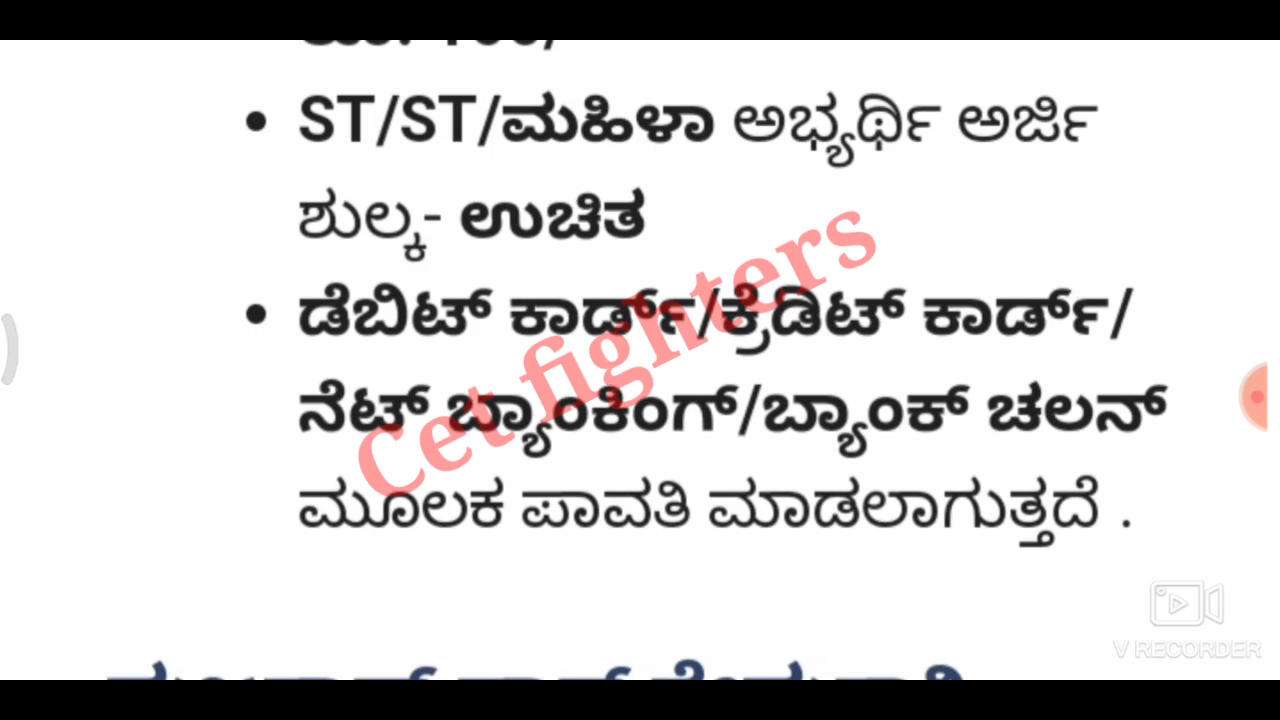 • ST/ST/ಮಹಿಳಾ ಅಭ್ಯರ್ಥಿ ಅರ್ಜಿ
ಶುಲ್ಕ- ಉಚಿತ
• ಡೆಬಿಟ್ ಕಾರ್ಡ್/ಕ್ರೆಡಿಟ್ ಕಾರ್ಡ್/
ನೆಟ್ ಬ್ಯಾಂಕಿಂಗ್/ಬ್ಯಾಂಕ್ ಚಲನ್
ಮೂಲಕ ಪಾವತಿ ಮಾಡಲಾಗುತ್ತದೆ .
Cet fighters
V RECORDER